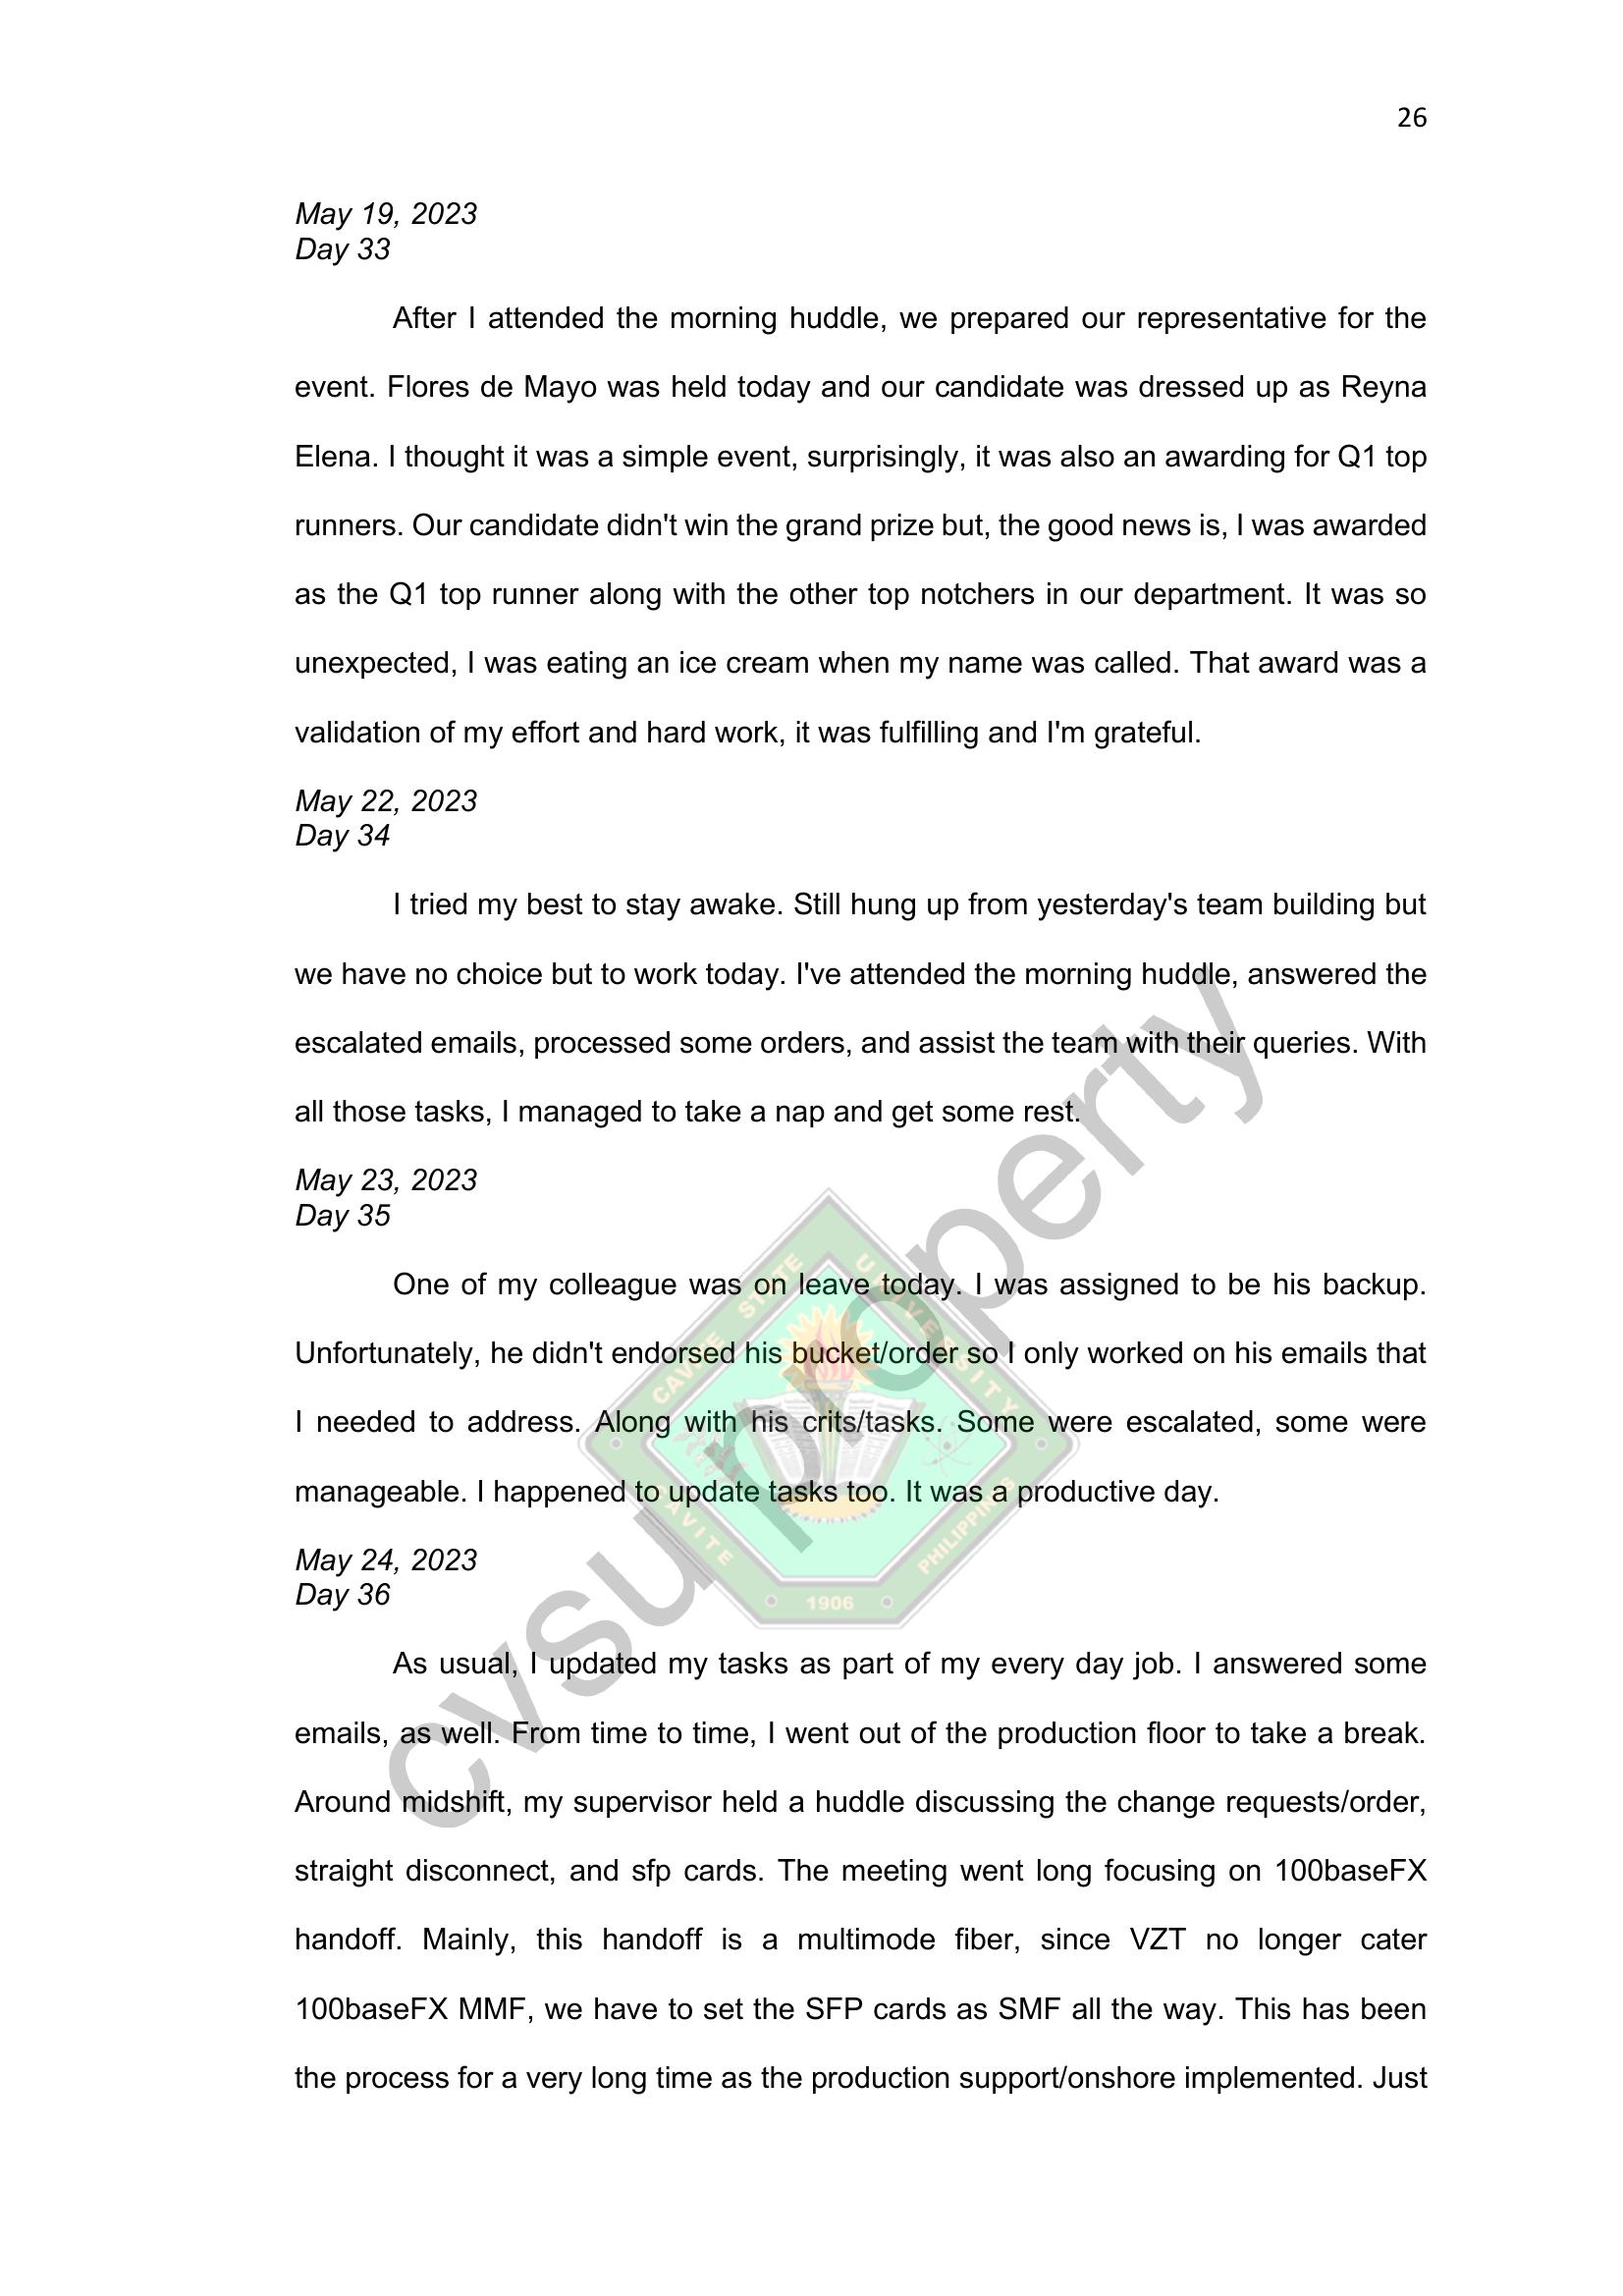 26
May 19, 2023
Day 33
After I attended the morning huddle, we prepared our representative for the
event. Flores de Mayo was held today and our candidate was dressed up as Reyna
Elena. I thought it was a simple event, surprisingly, it was also an awarding for Q1 top
runners. Our candidate didn't win the grand prize but, the good news is, I was awarded
as the Q1 top runner along with the other top notchers in our department. It was so
unexpected, I was eating an ice cream when my name was called. That award was a
validation of my effort and hard work, it was fulfilling and I'm grateful.
May 22, 2023
Day 34
I tried my best to stay awake. Still hung up from yesterday's team building but
we have no choice but to work today. I've attended the morning huddle, answered the
escalated emails, processed some orders, and assist the team with their queries. With
all those tasks, I managed to take a nap and get some rest.
May 23, 2023
Day 35
One of my colleague was on leave today. I was assigned to be his backup.
Unfortunately, he didn't endorsed his bucket/order so I only worked on his emails that
I needed to address. Along with his crits/tasks. Some were escalated, some were
manageable. I happened to update tasks too. It was a productive day.
May 24, 2023
Day 36
As usual, I updated my tasks as part of my every day job. I answered some
emails, as well. From time to time, I went out of the production floor to take a break.
Around midshift, my supervisor held a huddle discussing the change requests/order,
straight disconnect, and sfp cards. The meeting went long focusing on 100baseFX
handoff. Mainly, this handoff is a multimode fiber, since VZT no longer cater
100baseFX MMF, we have to set the SFP cards as SMF all the way. This has been
the process for a very long time as the production support/onshore implemented. Just
cvsu property
CAVITE STATE UNIVERSITY
CAVITE
PHILIPPINES
1906